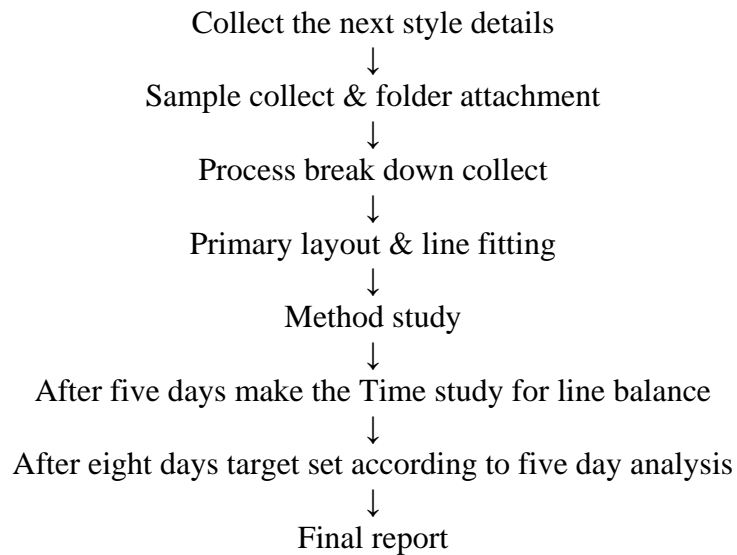 Collect the next style details
↓
Sample collect & folder attachment
↓
Process break down collect
↓
Primary layout & line fitting
↓
Method study
↓
After five days make the Time study for line balance
↓
After eight days target set according to five day analysis
↓
Final report